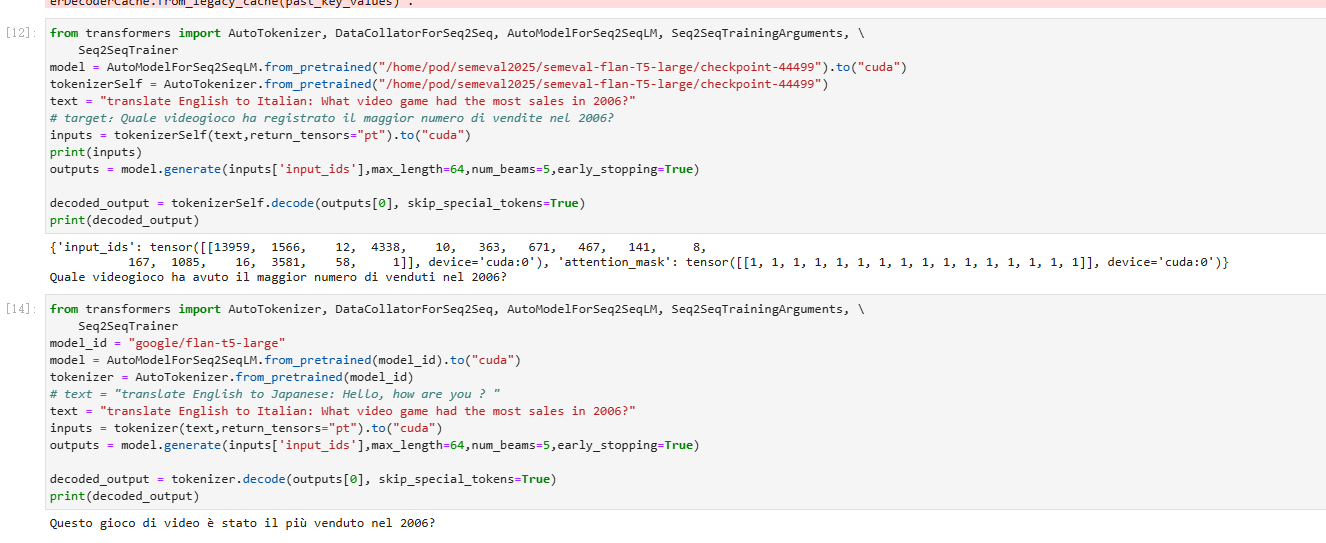 erDecoderCache.from_legacy_cache(past_key_values)`.
[12]: from transformers import AutoTokenizer, DataCollatorForSeq2Seq, AutoModelForSeq2SeqLM, Seq2SeqTrainingArguments, \
    Seq2SeqTrainer
model = AutoModelForSeq2SeqLM.from_pretrained("/home/pod/semeval2025/semeval-flan-T5-large/checkpoint-44499").to("cuda")
tokenizerSelf = AutoTokenizer.from_pretrained("/home/pod/semeval2025/semeval-flan-T5-large/checkpoint-44499")
text = "translate English to Italian: What video game had the most sales in 2006?"
# target: Quale videogioco ha registrato il maggior numero di vendite nel 2006?
inputs = tokenizerSelf(text,return_tensors="pt").to("cuda")
print(inputs)
outputs = model.generate(inputs['input_ids'],max_length=64,num_beams=5,early_stopping=True)
decoded_output = tokenizerSelf.decode(outputs[0], skip_special_tokens=True)
print(decoded_output)
{'input_ids': tensor([[13959,  1566,    12,  4338,    10,   363,   671,   467,   141,     8,
           167,  1085,    16,  3581,    58,     1]], device='cuda:0'), 'attention_mask': tensor([[1, 1, 1, 1, 1, 1, 1, 1, 1, 1, 1, 1, 1, 1, 1, 1]], device='cuda:0')}
Quale videogioco ha avuto il maggior numero di venduti nel 2006?
[14]: from transformers import AutoTokenizer, DataCollatorForSeq2Seq, AutoModelForSeq2SeqLM, Seq2SeqTrainingArguments, \
    Seq2SeqTrainer
model_id = "google/flan-t5-large"
model = AutoModelForSeq2SeqLM.from_pretrained(model_id).to("cuda")
tokenizer = AutoTokenizer.from_pretrained(model_id)
# text = "translate English to Japanese: Hello, how are you ? "
text = "translate English to Italian: What video game had the most sales in 2006?"
inputs = tokenizer(text,return_tensors="pt").to("cuda")
outputs = model.generate(inputs['input_ids'],max_length=64,num_beams=5,early_stopping=True)
decoded_output = tokenizer.decode(outputs[0], skip_special_tokens=True)
print(decoded_output)
Questo gioco di video è stato il più venduto nel 2006?